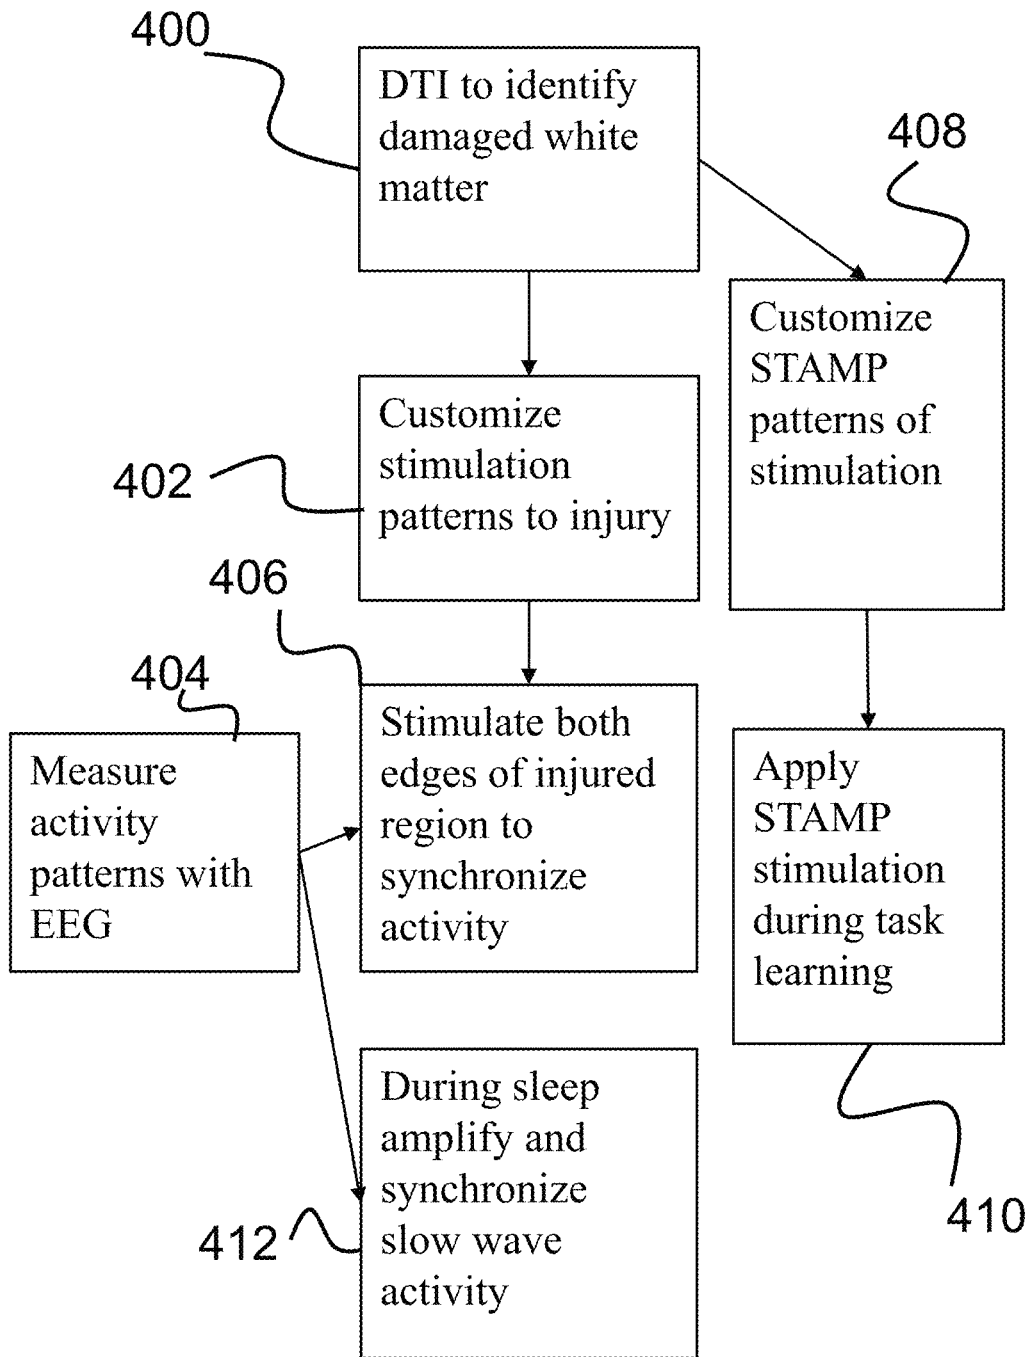 400
DTI to identify
damaged white
matter
408
Customize
STAMP
patterns of
stimulation
402
Customize
stimulation
patterns to injury
406
404
Measure
activity
patterns with
EEG
Stimulate both
edges of injured
region to
synchronize
activity
Apply
STAMP
stimulation
during task
learning
410
412
During sleep
amplify and
synchronize
slow wave
activity